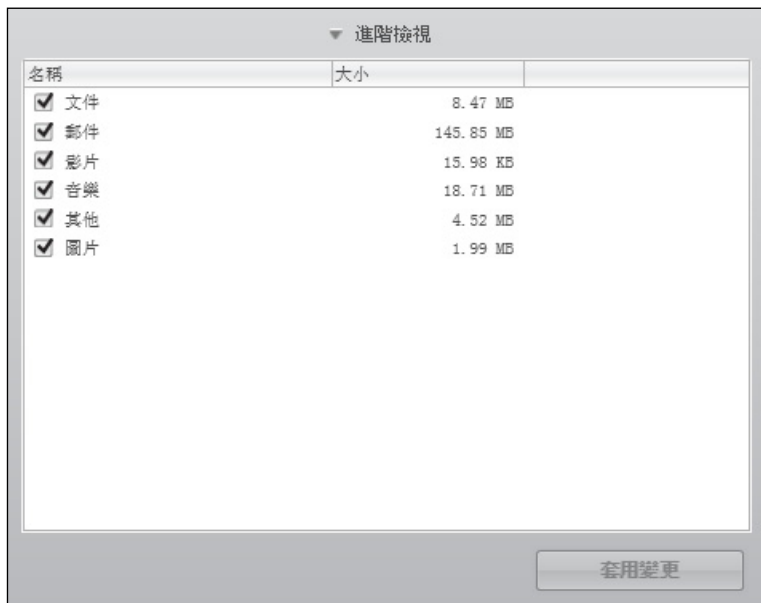 進階檢視
名稱 大小
文件 8.47 MB
郵件 145.85 MB
影片 15.98 KB
音樂 18.71 MB
其他 4.52 MB
圖片 1.99 MB
套用變更